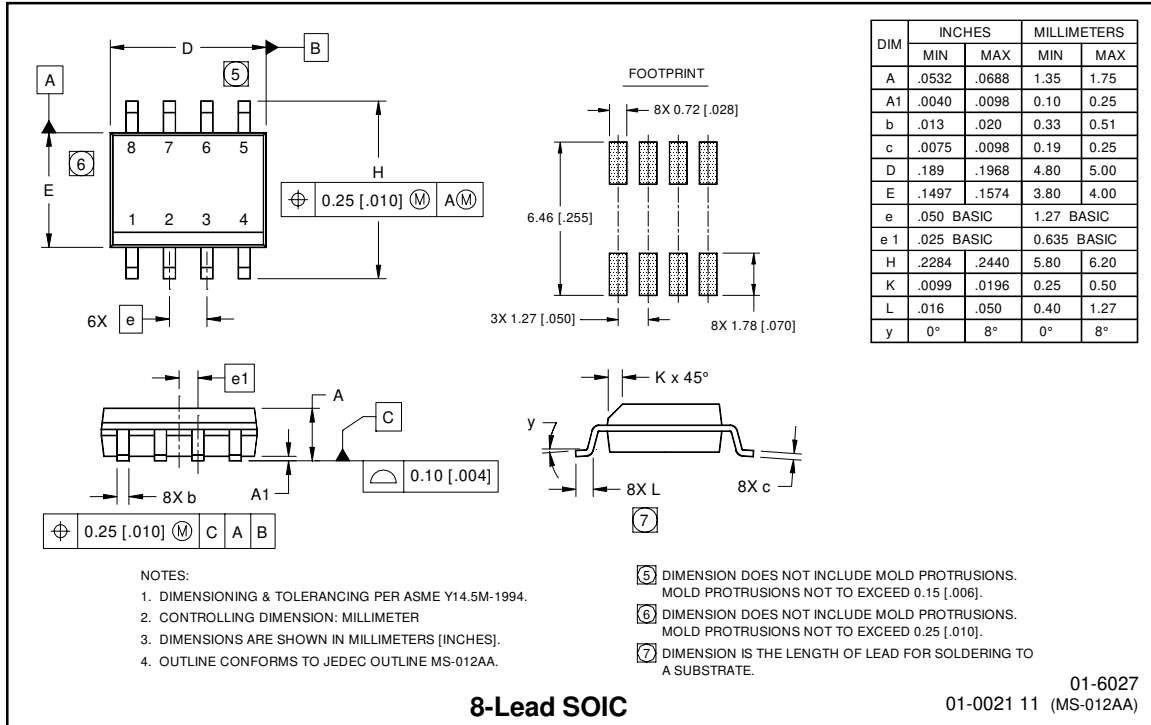 D
B
5
A
8 7 6 5
6
E
H
⌖ 0.25 [.010] Ⓜ AⓂ
1 2 3 4
6X e
FOOTPRINT
8X 0.72 [.028]
6.46 [.255]
3X 1.27 [.050]
8X 1.78 [.070]
DIM INCHES MILLIMETERS
MIN MAX MIN MAX
A .0532 .0688 1.35 1.75
A1 .0040 .0098 0.10 0.25
b .013 .020 0.33 0.51
c .0075 .0098 0.19 0.25
D .189 .1968 4.80 5.00
E .1497 .1574 3.80 4.00
e .050 BASIC 1.27 BASIC
e 1 .025 BASIC 0.635 BASIC
H .2284 .2440 5.80 6.20
K .0099 .0196 0.25 0.50
L .016 .050 0.40 1.27
y 0° 8° 0° 8°
e1
A
C
⌓ 0.10 [.004]
8X b
A1
⌖ 0.25 [.010] Ⓜ C A B
K x 45°
y
8X L
7
8X c
NOTES:
1. DIMENSIONING & TOLERANCING PER ASME Y14.5M-1994.
2. CONTROLLING DIMENSION: MILLIMETER
3. DIMENSIONS ARE SHOWN IN MILLIMETERS [INCHES].
4. OUTLINE CONFORMS TO JEDEC OUTLINE MS-012AA.
5 DIMENSION DOES NOT INCLUDE MOLD PROTRUSIONS.
MOLD PROTRUSIONS NOT TO EXCEED 0.15 [.006].
6 DIMENSION DOES NOT INCLUDE MOLD PROTRUSIONS.
MOLD PROTRUSIONS NOT TO EXCEED 0.25 [.010].
7 DIMENSION IS THE LENGTH OF LEAD FOR SOLDERING TO
A SUBSTRATE.
8-Lead SOIC
01-6027
01-0021 11 (MS-012AA)